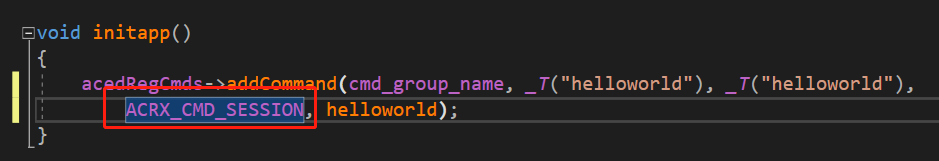 void initapp()
{
acedRegCmds->addCommand(cmd_group_name, _T("helloworld"), _T("helloworld"),
ACRX_CMD_SESSION, helloworld);
}